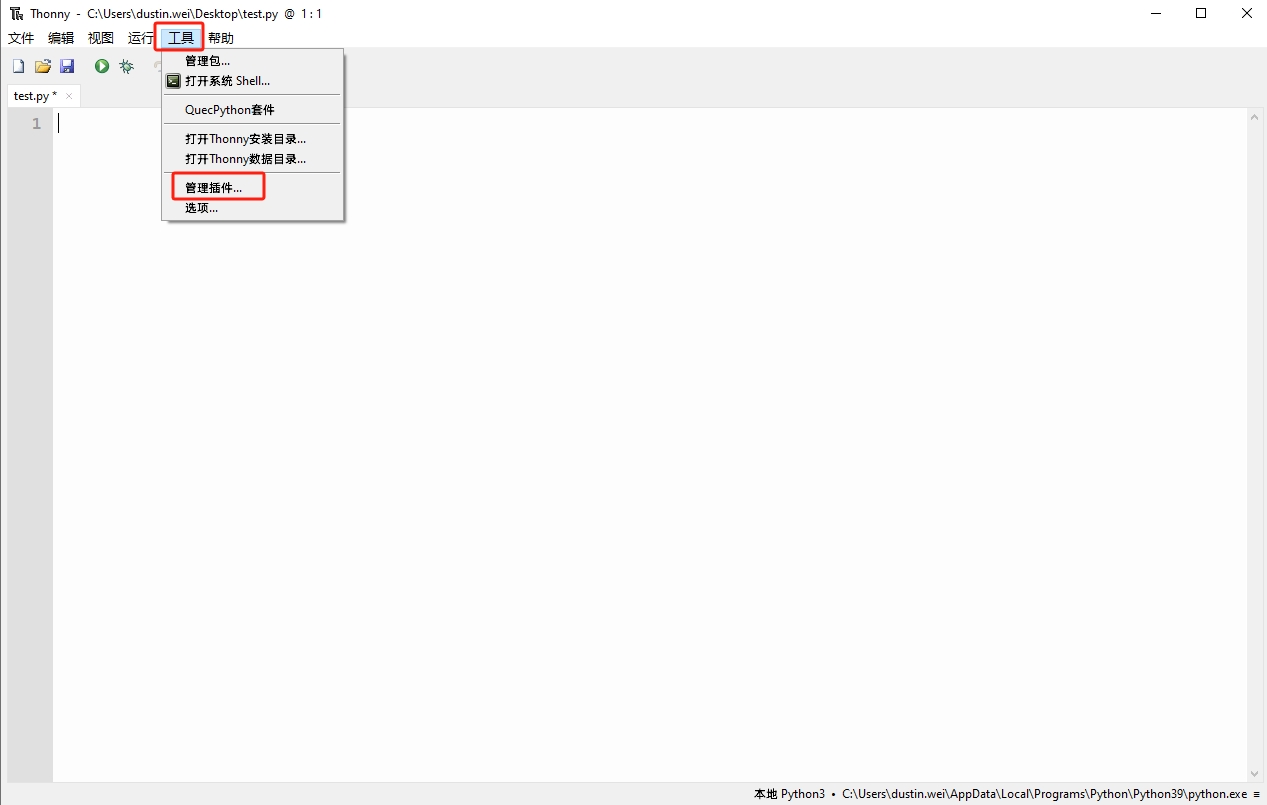 Thonny - C:\Users\dustin.wei\Desktop\test.py @ 1 : 1
文件 编辑 视图 运行 工具 帮助
管理包...
打开系统 Shell...
QuecPython套件
打开Thonny安装目录...
打开Thonny数据目录...
管理插件...
选项...
test.py *
1
本地 Python3 • C:\Users\dustin.wei\AppData\Local\Programs\Python\Python39\python.exe ≡